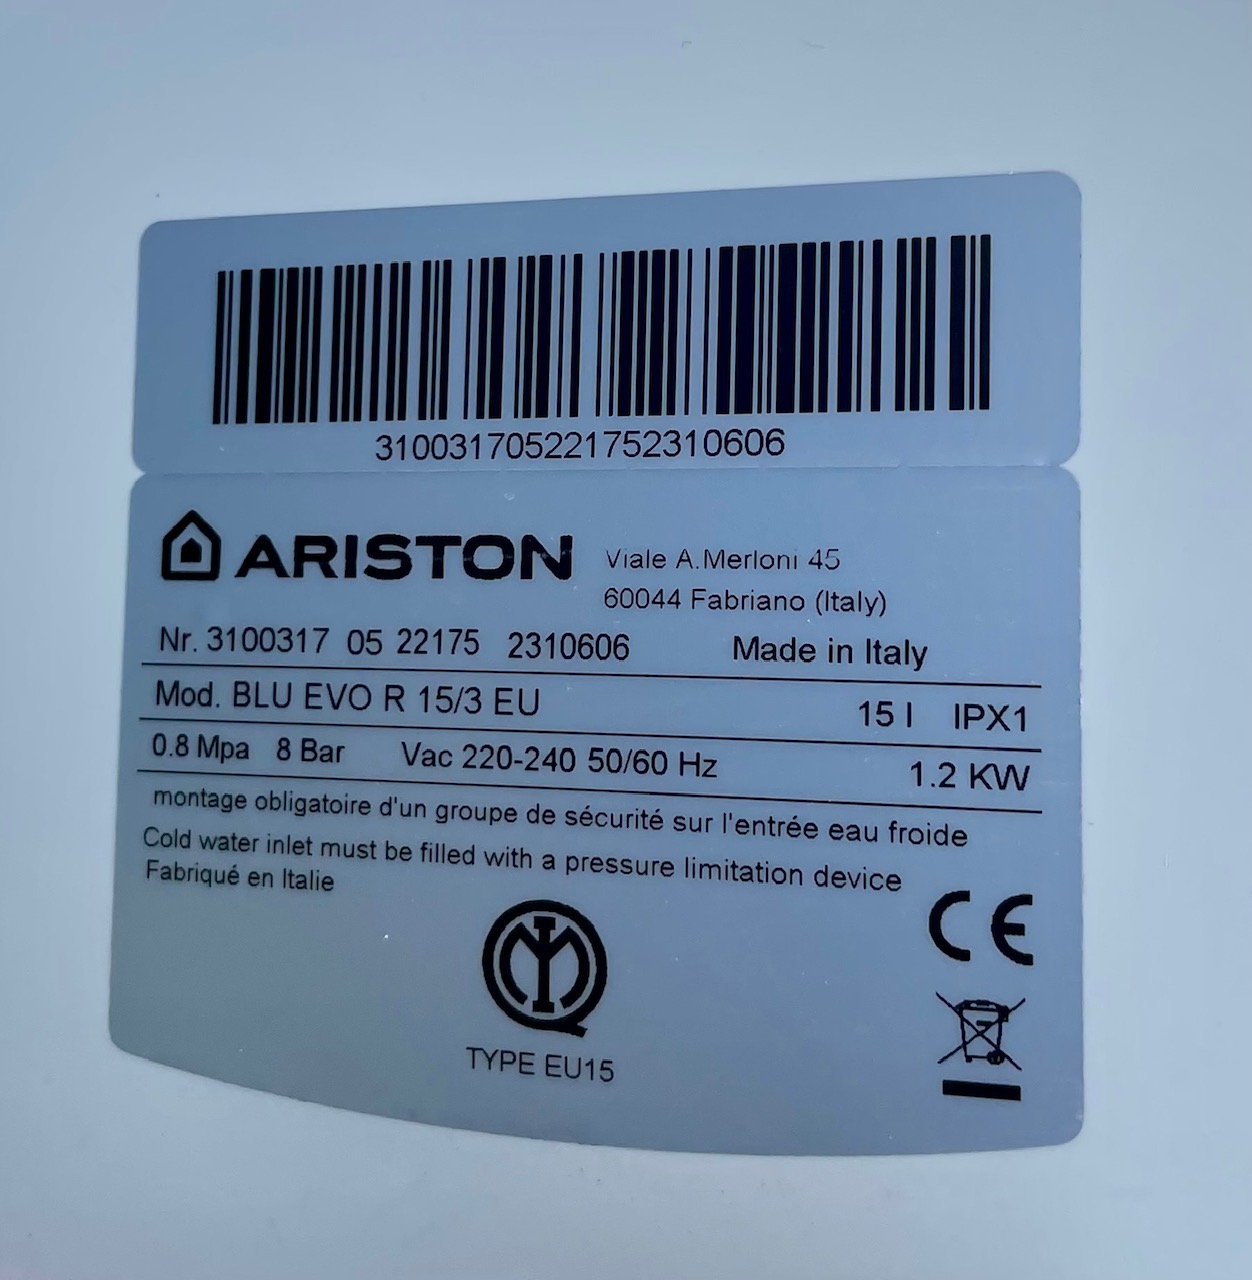 310031705221752310606
ARISTON Viale A.Merloni 45
60044 Fabriano (Italy)
Nr. 3100317 05 22175 2310606 Made in Italy
Mod. BLU EVO R 15/3 EU 15 l IPX1
0.8 Mpa 8 Bar Vac 220-240 50/60 Hz 1.2 KW
montage obligatoire d'un groupe de sécurité sur l'entrée eau froide
Cold water inlet must be filled with a pressure limitation device
Fabriqué en Italie
CE
IMQ
TYPE EU15